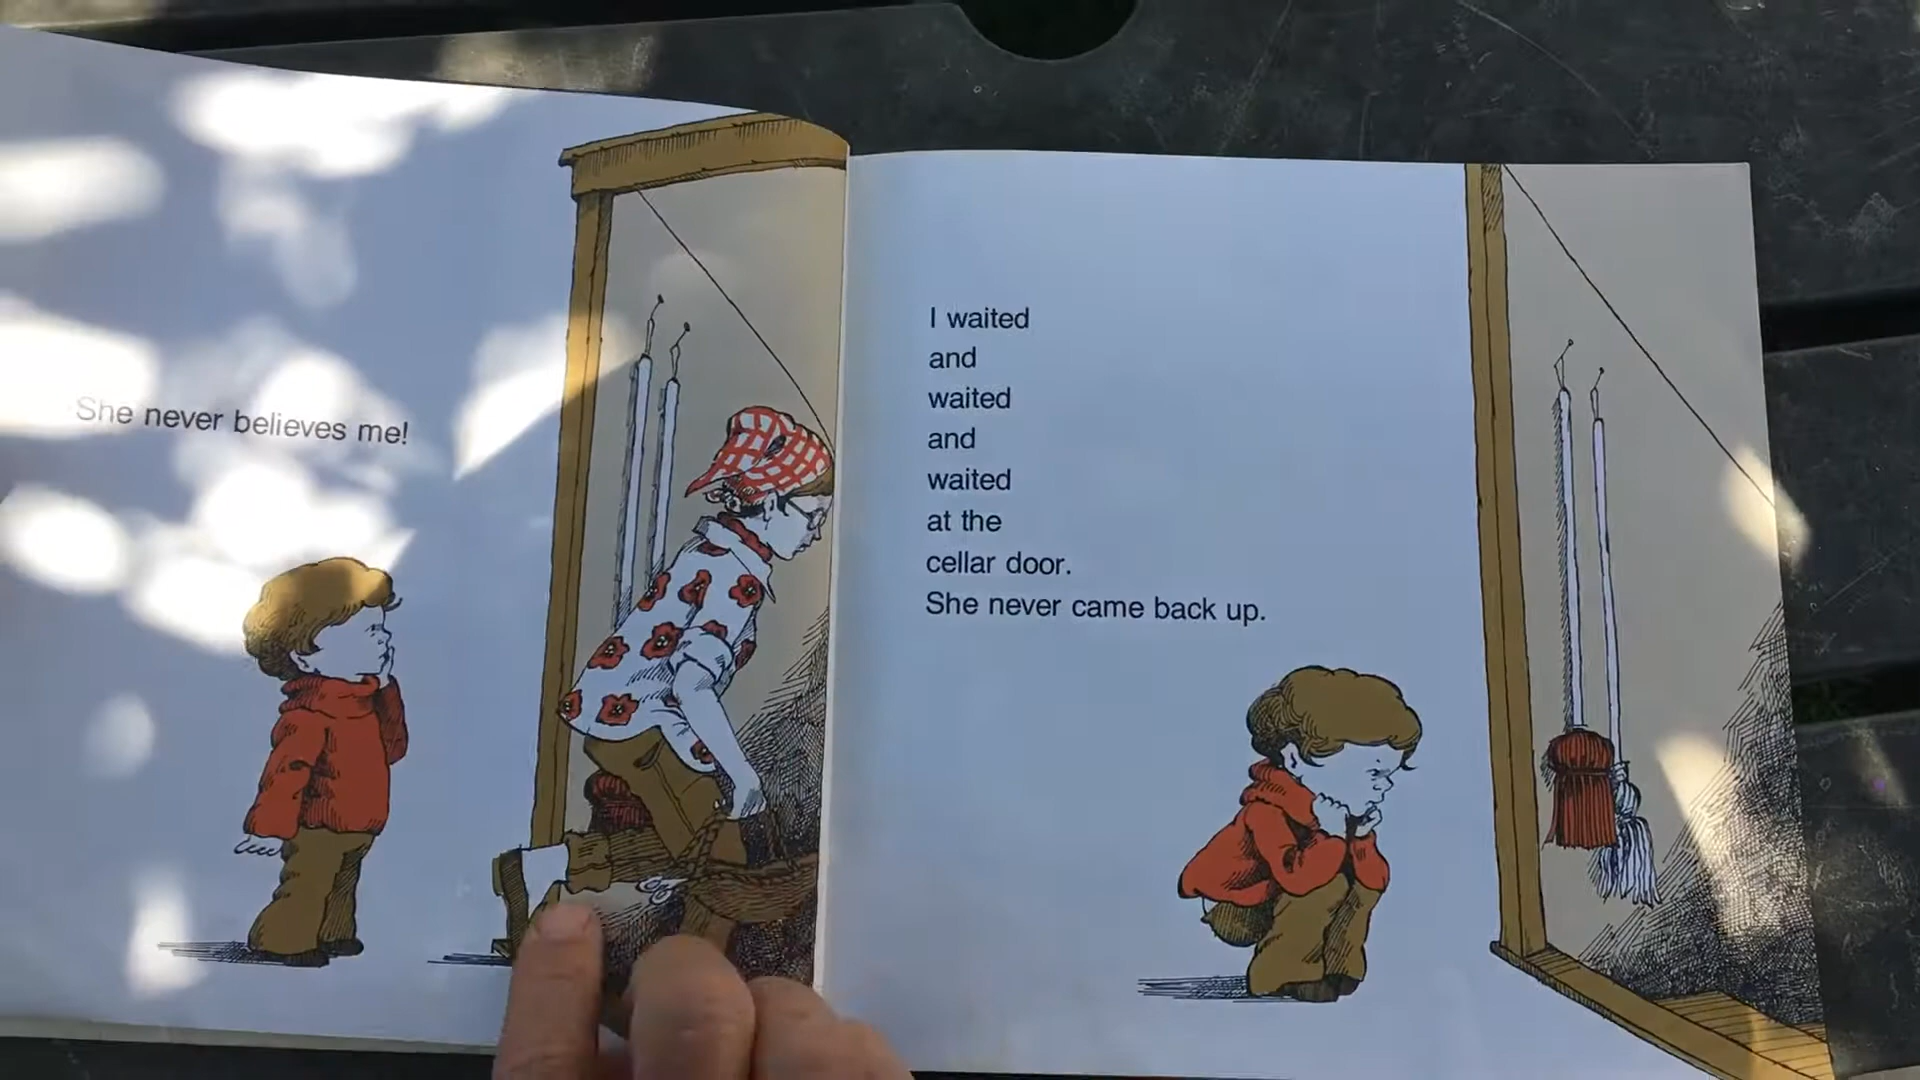 She never believes me!
I waited
and
waited
and
waited
at the
cellar door.
She never came back up.